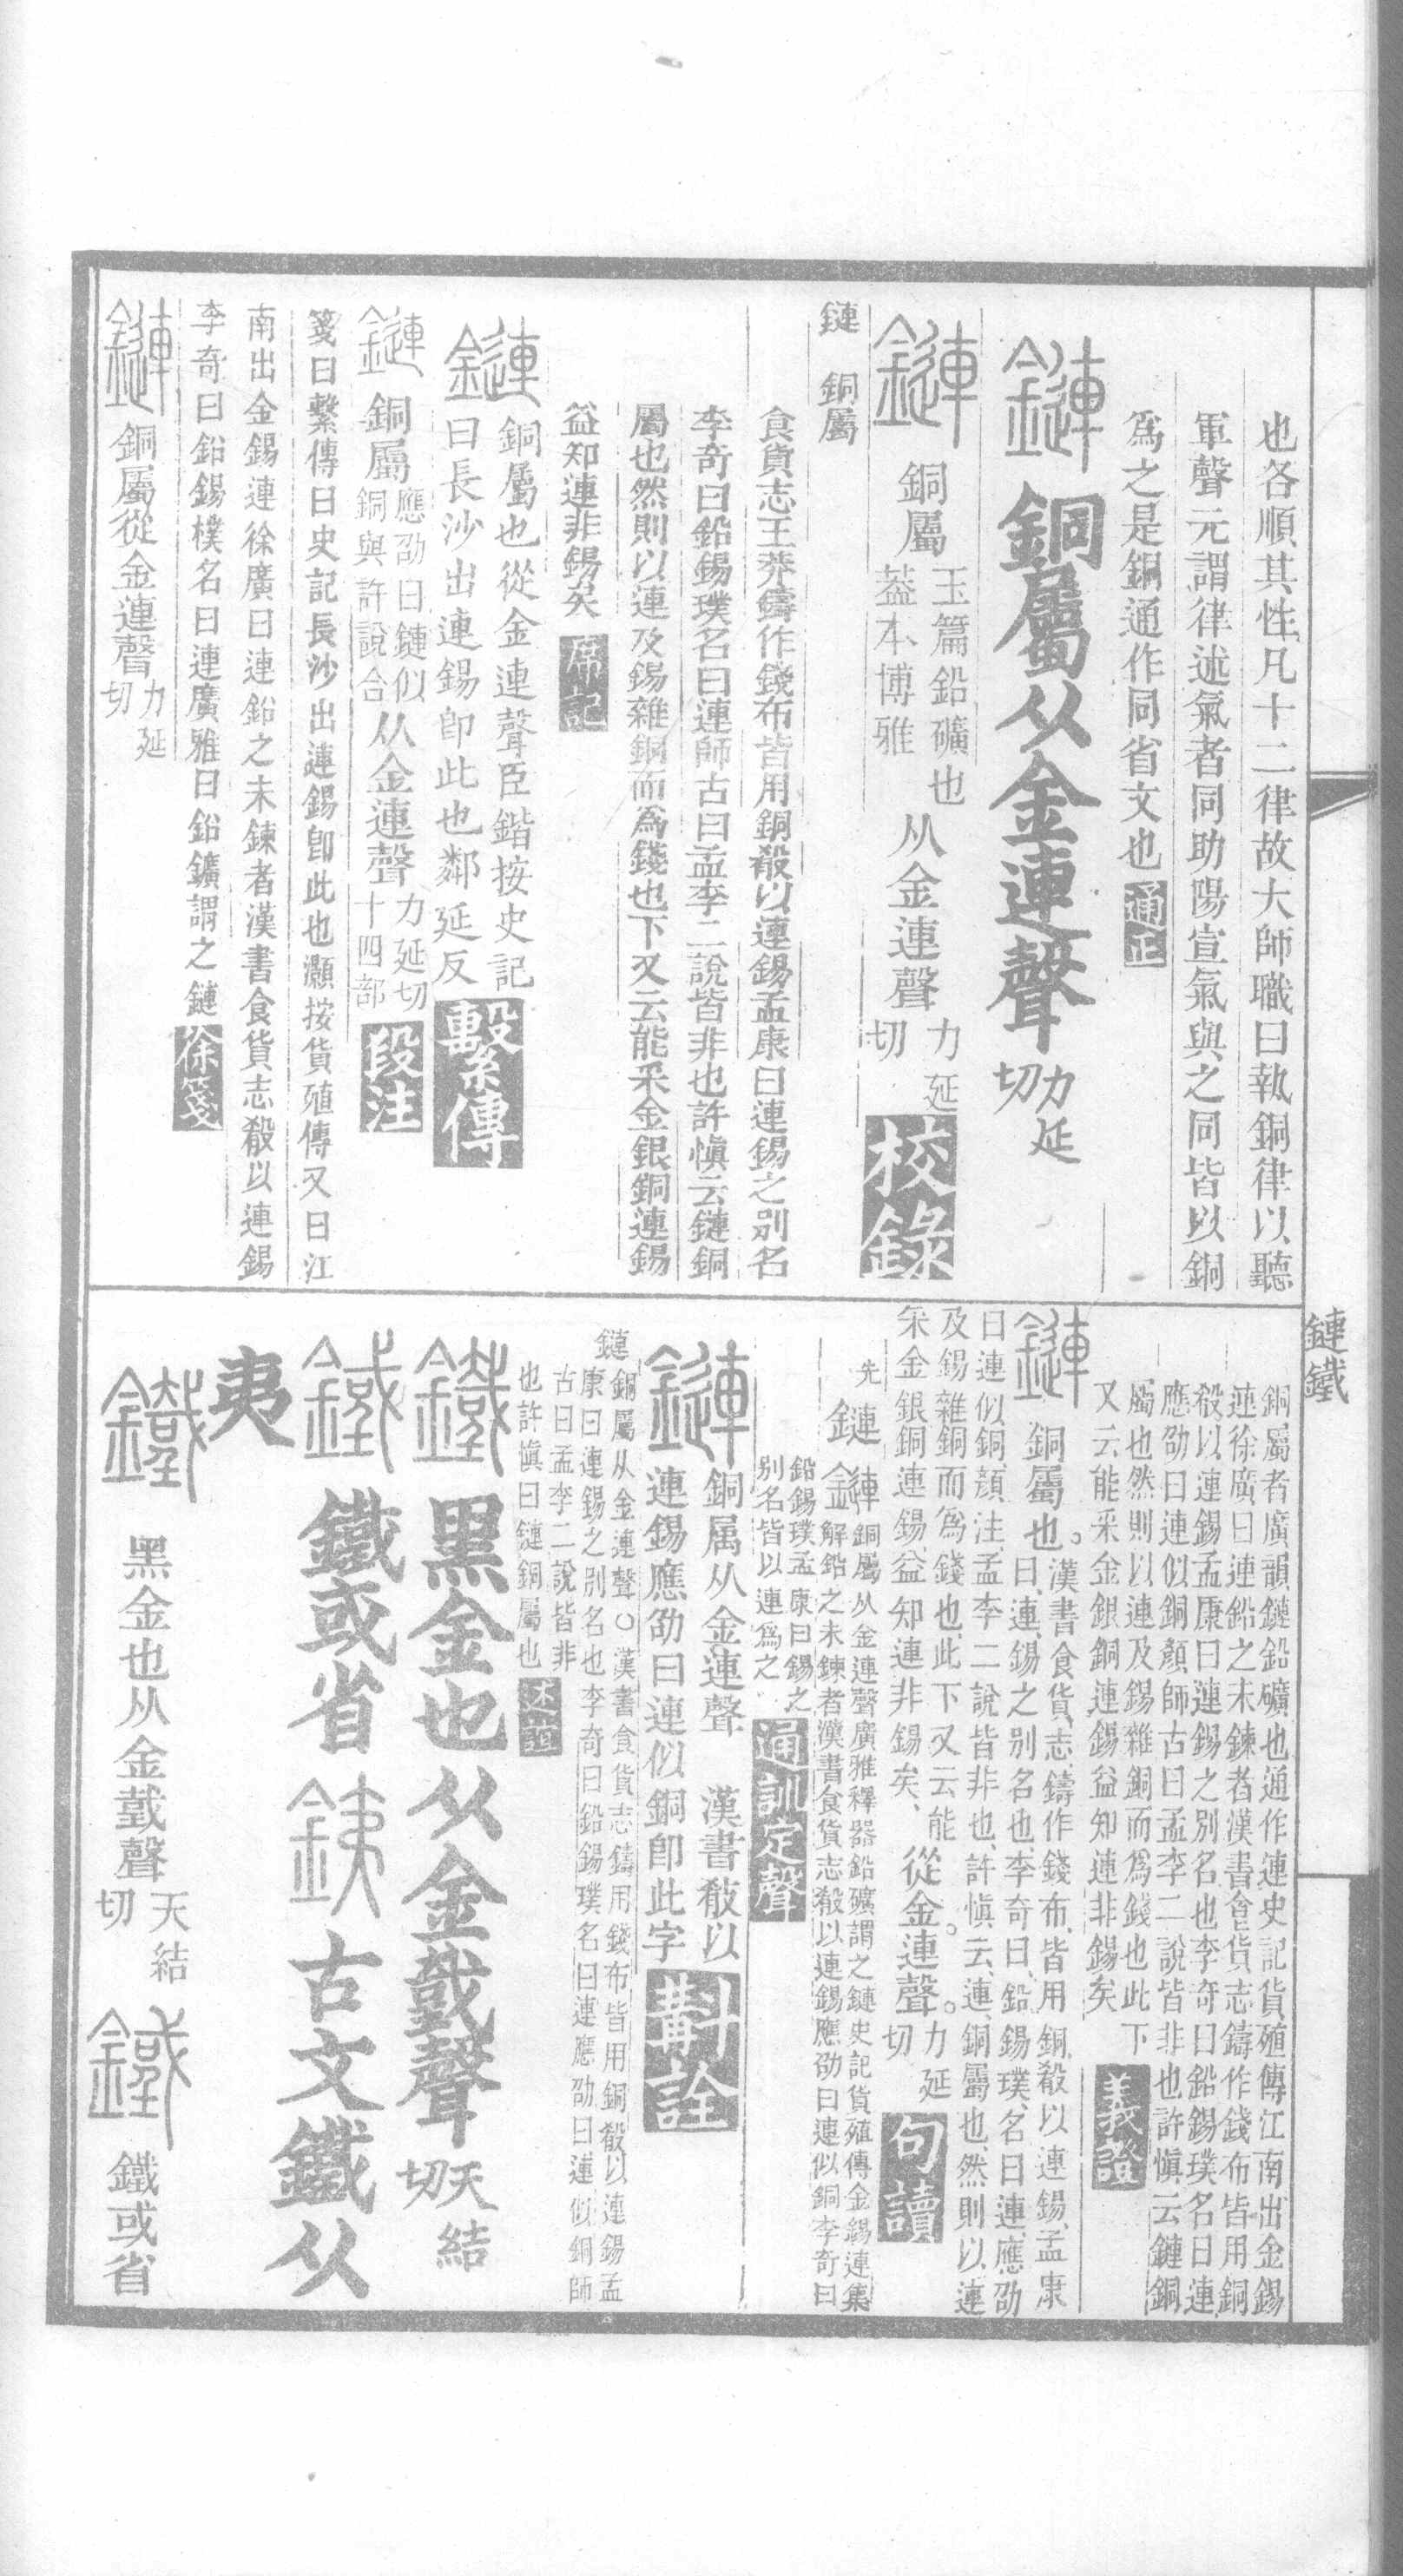 也各順其性凡十二律故大師職曰執銅律以聽
軍聲元謂律述氣者同助陽宣氣與之同皆以銅
為之是銅通作同省文也 通正
鏈 銅屬从金連聲 力延切
鏈 銅屬 玉篇鉛礦也葢本博雅 从金連聲 力延切 校錄
鏈 銅屬
食貨志王莽鑄作錢布皆用銅殽以連錫孟康曰連錫之別名
李奇曰鉛錫璞名曰連師古曰孟李二說皆非也許愼云鏈銅
屬也然則以連及錫雜銅而為錢也下又云能采金銀銅連錫
益知連非錫矣 席記
鏈 銅屬也從金連聲臣鍇按史記
曰長沙出連錫卽此也鄰延反 繫傳
鏈 銅屬 應劭曰鏈似銅與許說合 从金連聲 力延切十四部 段注
箋曰繫傳曰史記長沙出連錫卽此也灝按貨殖傳又曰江
南出金錫連徐廣曰連鉛之未鍊者漢書食貨志殽以連錫
李奇曰鉛錫樸名曰連廣雅曰鉛鑛謂之鏈 徐箋
鏈 銅屬從金連聲 力延切
鏈鐵
銅屬者廣韻鏈鉛礦也通作連史記貨殖傳江南出金錫
連徐廣曰連鉛之未鍊者漢書食貨志鑄作錢布皆用銅
殽以連錫孟康曰連錫之別名也李奇曰鉛錫璞名曰連
應劭曰連似銅顏師古曰孟李二說皆非也許愼云鏈銅
屬也然則以連及錫雜銅而為錢也此下
又云能采金銀銅連錫益知連非錫矣 義證
鏈 銅屬也。漢書食貨志、鑄作錢布、皆用銅、殽以連錫、孟康
曰、連、錫之別名也、李奇曰、鉛錫璞、名曰連、應劭
曰連似銅、顏注、孟李二說皆非也、許愼云、連、銅屬也、然則以連
及錫雜銅而為錢也、此下又云能
采金銀銅連錫、益知連非錫矣、 從金連聲。 力延切 句讀
先 鏈 鏈 銅屬从金連聲廣雅釋器鉛礦謂之鏈史記貨殖傳金錫連集
解鉛之未鍊者漢書食貨志殽以連錫應劭曰連似銅李奇曰
鉛錫璞孟康曰錫之
別名皆以連為之 通訓定聲
鏈 銅属从金連聲 漢書殽以
連錫應劭曰連似銅卽此字 斠詮
鏈 銅屬从金連聲○漢書食貨志鑄用錢布皆用銅殽以連錫孟
康曰連錫之別名也李奇曰鉛錫璞名曰連應劭曰連似銅師
古曰孟李二說皆非
也許愼曰鏈銅屬也 述誼
鐵 黑金也从金𢧜聲 天結切
鐵 鐵或省 銕 古文鐵从
夷
鐵 黑金也从金𢧜聲 天結切 鐵 鐵或省